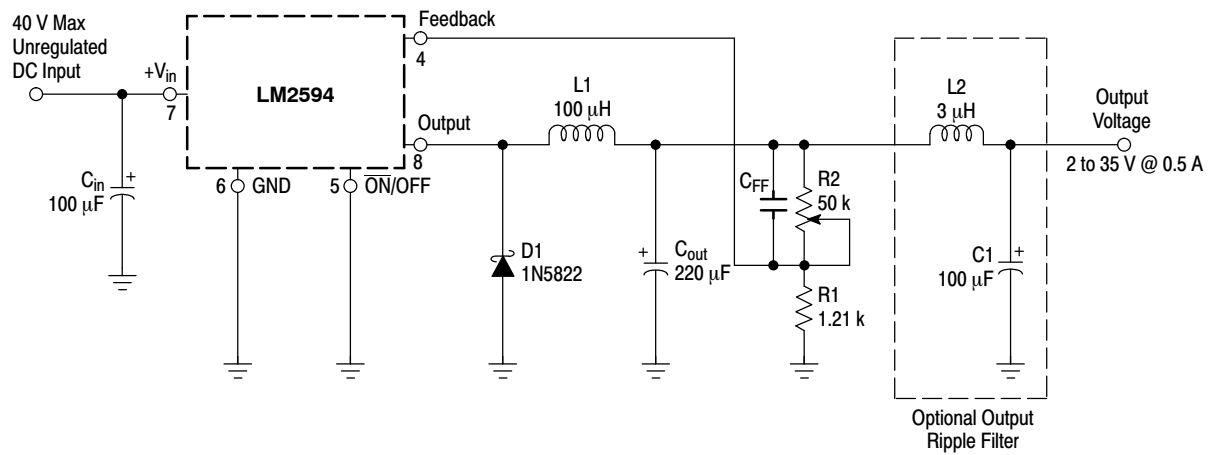 40 V Max
Unregulated
DC Input
+Vin
7
LM2594
Feedback
4
Output
8
6
GND
5
ON/OFF
Cin
100 µF
+
L1
100 µH
D1
1N5822
+
Cout
220 µF
CFF
R2
50 k
R1
1.21 k
L2
3 µH
C1
100 µF
+
Output
Voltage
2 to 35 V @ 0.5 A
Optional Output
Ripple Filter